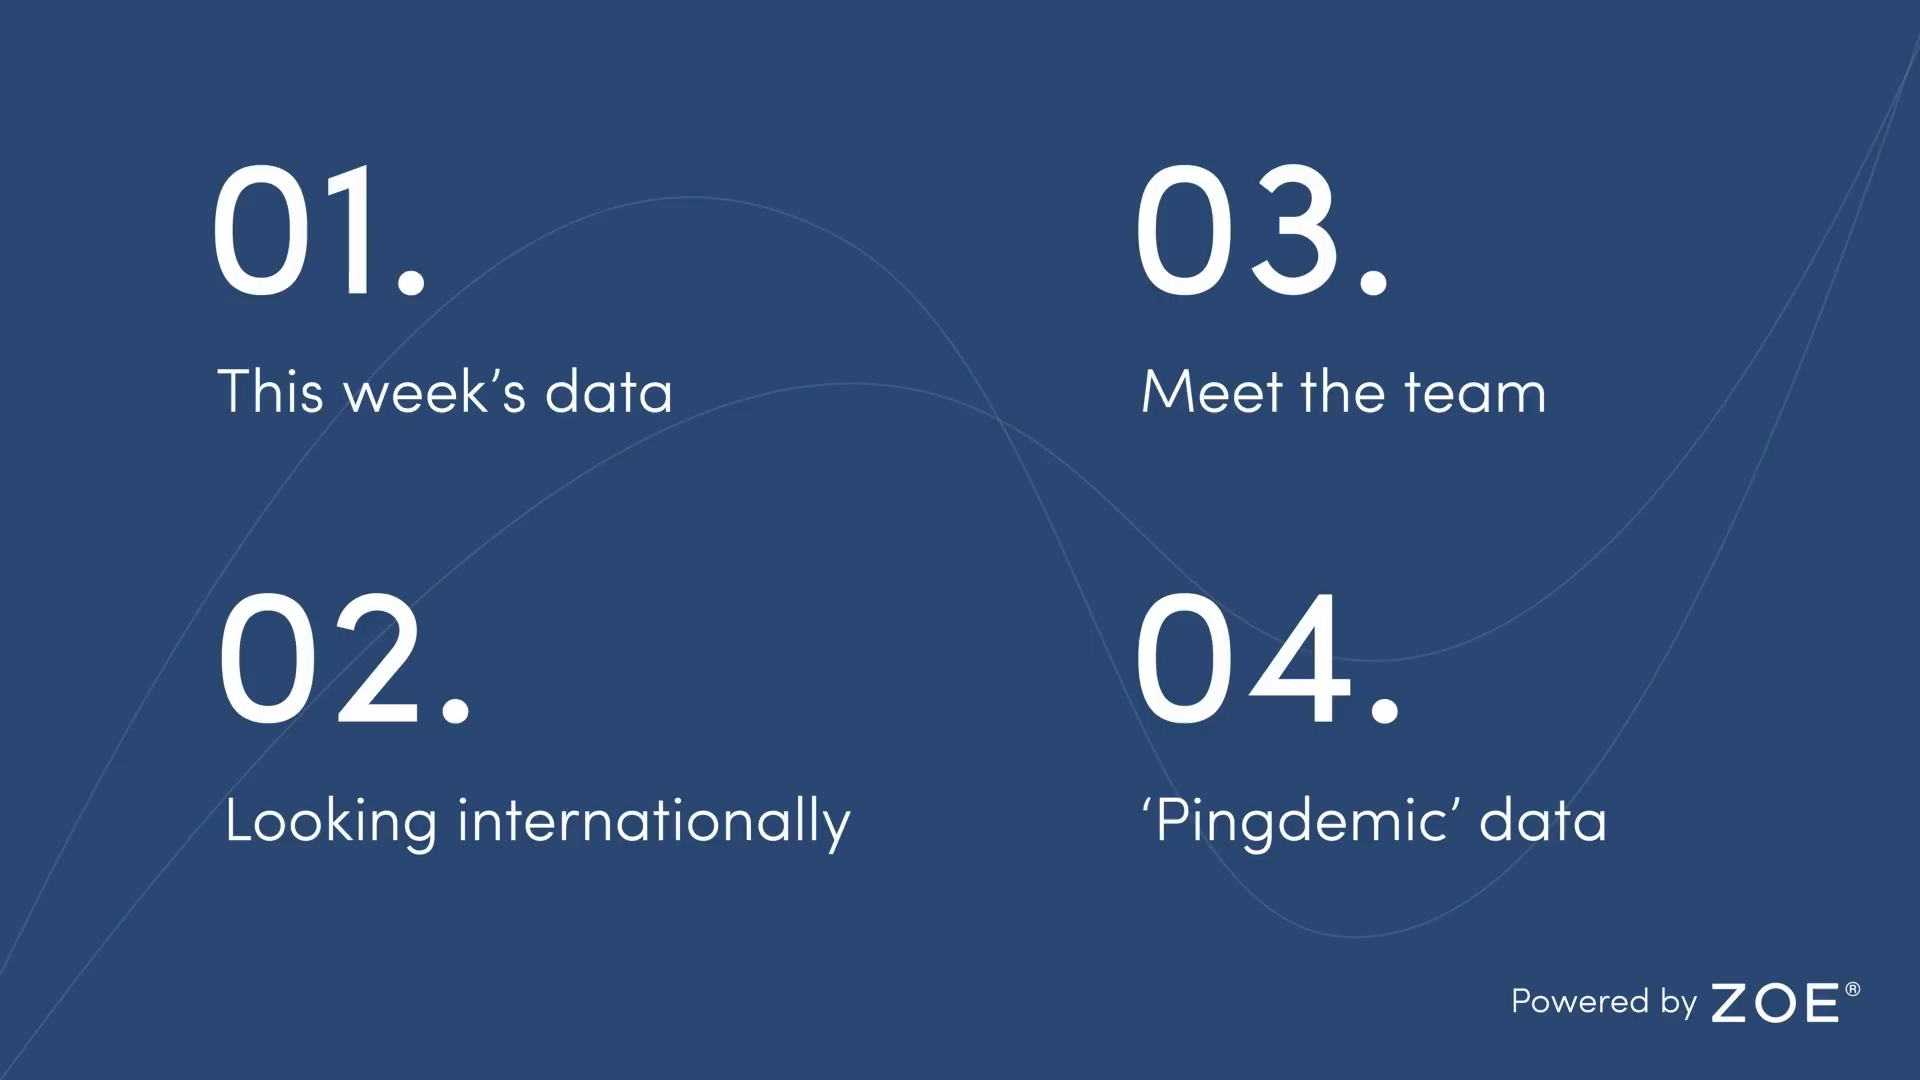 01.
This week’s data
02.
Looking internationally
03.
Meet the team
04.
‘Pingdemic’ data
Powered by ZOE®